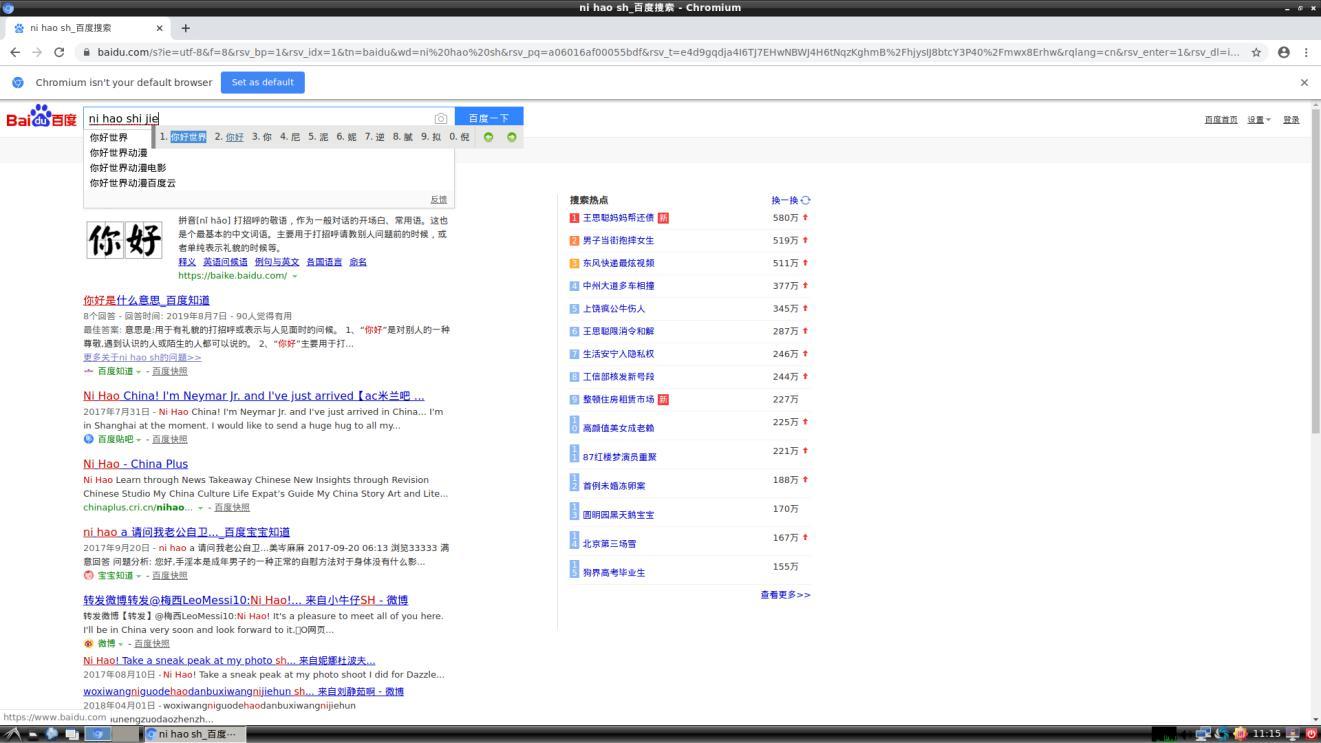 ni hao sh_百度搜索 - Chromium
ni hao sh_百度搜索
baidu.com/s?ie=utf-8&f=8&rsv_bp=1&rsv_idx=1&tn=baidu&wd=ni%20hao%20sh&rsv_pq=a06016af00055bdf&rsv_t=e4d9gqdja4I6TJ7EHwNBWJ4H6tNqzKghmB%2FhjysIJ8btcY3P40%2Fmwx8Erhw&rqlang=cn&rsv_enter=1&rsv_dl=i...
Chromium isn't your default browser Set as default
Bai 百度 ni hao shi jie 百度一下 百度首页 设置 登录
1. 你好世界 2. 你好 3. 你 4. 尼 5. 泥 6. 妮 7. 逆 8. 腻 9. 拟 0. 倪
你好世界
你好世界动漫
你好世界动漫电影
你好世界动漫百度云
反馈
你好
拼音[nǐ hǎo] 打招呼的敬语，作为一般对话的开场白、常用语。这也
是个最基本的中文词语。主要用于打招呼请教别人问题前的时候，或
者单纯表示礼貌的时候等。
释义 英语问候语 例句与英文 各国语言 命名
https://baike.baidu.com/
你好是什么意思_百度知道
8个回答 - 回答时间: 2019年8月7日 - 90人觉得有用
最佳答案: 意思是:用于有礼貌的打招呼或表示与人见面时的问候。 1、“你好”是对别人的一种
尊敬,遇到认识的人或陌生的人都可以说的。 2、“你好”主要用于打...
更多关于ni hao sh的问题>>
百度知道 - 百度快照
Ni Hao China! I'm Neymar Jr. and I've just arrived【ac米兰吧 ...
2017年7月31日 - Ni Hao China! I'm Neymar Jr. and I've just arrived in China... I'm
in Shanghai at the moment. I would like to send a huge hug to all my...
百度贴吧 - 百度快照
Ni Hao - China Plus
Ni Hao Learn through News Takeaway Chinese New Insights through Revision
Chinese Studio My China Culture Life Expat's Guide My China Story Art and Lite...
chinaplus.cri.cn/nihao... - 百度快照
ni hao a 请问我老公自卫..._百度宝宝知道
2017年9月20日 - ni hao a 请问我老公自卫...美岑麻麻 2017-09-20 06:13 浏览33333 满
意回答 问题分析: 您好,手淫本是成年男子的一种正常的自慰方法对于身体没有什么影...
宝宝知道 - 百度快照
转发微博转发@梅西LeoMessi10:Ni Hao!... 来自小牛仔SH - 微博
转发微博【转发】@梅西LeoMessi10:Ni Hao! It's a pleasure to meet all of you here.
I'll be in China very soon and look forward to it.O网页...
微博 - 百度快照
Ni Hao! Take a sneak peak at my photo sh... 来自妮娜杜波夫...
2017年08月10日 - Ni Hao! Take a sneak peak at my photo shoot I did for Dazzle...
woxiwangniguodehaodanbuxiwangnijiehun sh... 来自刘静茹啊 - 微博
2018年04月01日 - woxiwangniguodehaodanbuxiwangnijiehun
unengzuodaozhenzh...
https://www.baidu.com
搜索热点 换一换
1 王思聪妈妈帮还债 新 580万
2 男子当街抱摔女生 519万
3 东风快递最炫视频 511万
4 中州大道多车相撞 377万
5 上饶疯公牛伤人 345万
6 王思聪限消令和解 287万
7 生活安宁入隐私权 246万
8 工信部核发新号段 244万
9 整顿住房租赁市场 新 227万
10 高颜值美女成老赖 225万
11 87红楼梦演员重聚 221万
12 首例未婚冻卵案 188万
13 圆明园黑天鹅宝宝 170万
14 北京第三场雪 167万
15 狗界高考毕业生 155万
查看更多>>
ni hao sh_百度...
11:15